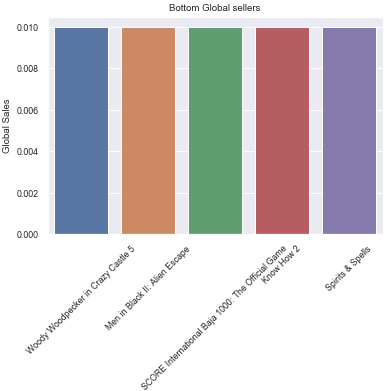 Bottom Global sellers
Global Sales
0.010
0.008
0.006
0.004
0.002
0.000
Woody Woodpecker in Crazy Castle 5
Men in Black II: Alien Escape
SCORE International Baja 1000: The Official Game
Know How 2
Spirits & Spells